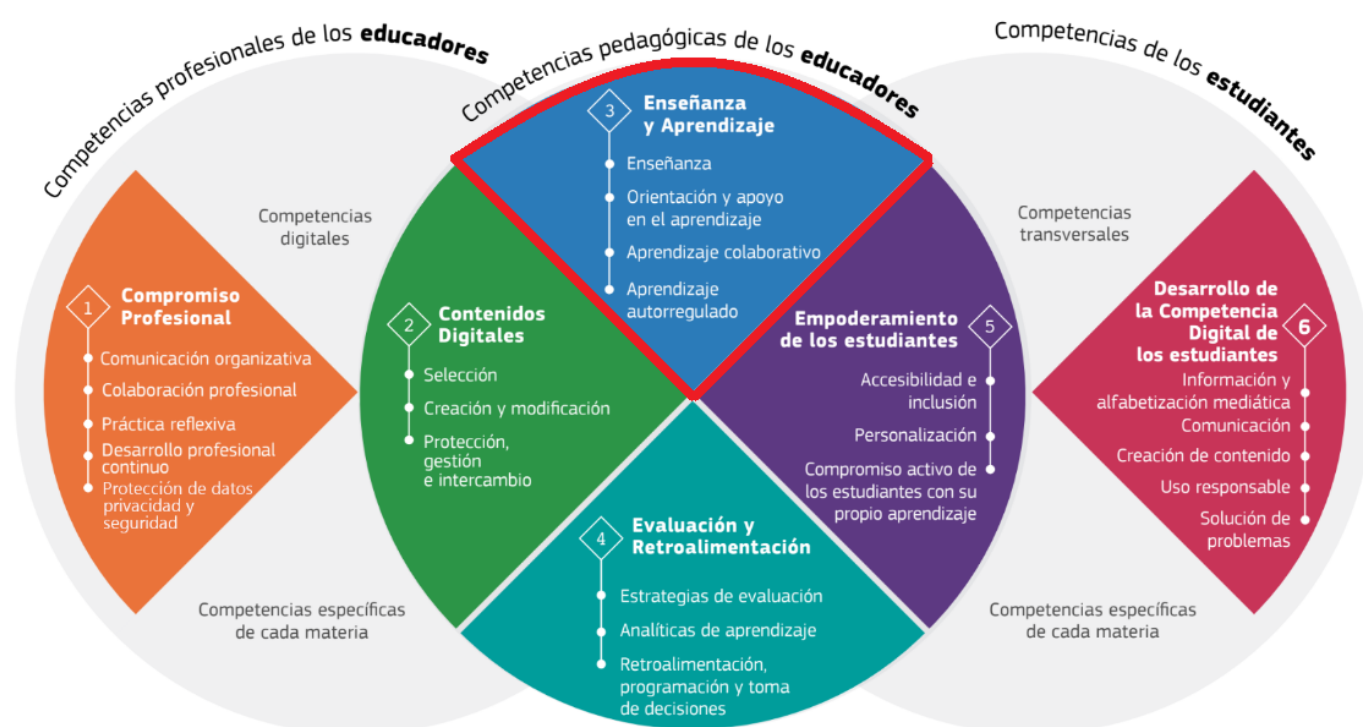 Competencias profesionales de los educadores
Competencias pedagógicas de los educadores
Competencias de los estudiantes
Competencias
digitales
Competencias
transversales
1
Compromiso
Profesional
Comunicación organizativa
Colaboración profesional
Práctica reflexiva
Desarrollo profesional
continuo
Protección de datos
privacidad y
seguridad
2
Contenidos
Digitales
Selección
Creación y modificación
Protección,
gestión
e intercambio
3
Enseñanza
y Aprendizaje
Enseñanza
Orientación y apoyo
en el aprendizaje
Aprendizaje colaborativo
Aprendizaje
autorregulado
4
Evaluación y
Retroalimentación
Estrategias de evaluación
Analíticas de aprendizaje
Retroalimentación,
programación y toma
de decisiones
Empoderamiento
de los estudiantes
5
Accesibilidad e
inclusión
Personalización
Compromiso activo de
los estudiantes con su
propio aprendizaje
Desarrollo de
la Competencia
Digital de
los estudiantes
6
Información y
alfabetización mediática
Comunicación
Creación de contenido
Uso responsable
Solución de
problemas
Competencias específicas
de cada materia
Competencias específicas
de cada materia